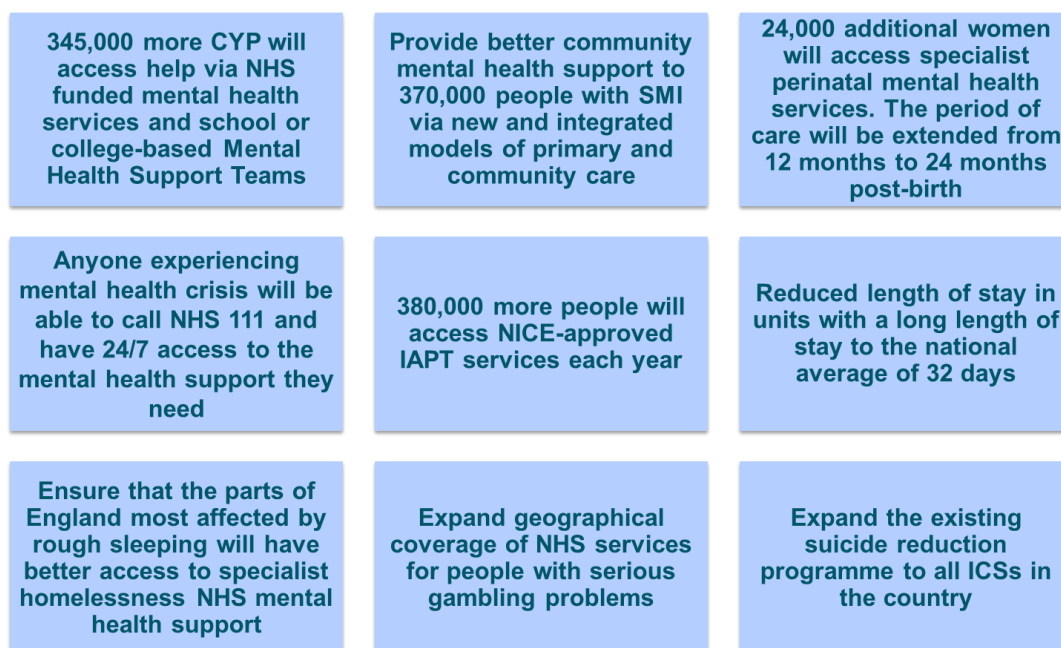 345,000 more CYP will
access help via NHS
funded mental health
services and school or
college-based Mental
Health Support Teams
Provide better community
mental health support to
370,000 people with SMI
via new and integrated
models of primary and
community care
24,000 additional women
will access specialist
perinatal mental health
services. The period of
care will be extended from
12 months to 24 months
post-birth
Anyone experiencing
mental health crisis will be
able to call NHS 111 and
have 24/7 access to the
mental health support they
need
380,000 more people will
access NICE-approved
IAPT services each year
Reduced length of stay in
units with a long length of
stay to the national
average of 32 days
Ensure that the parts of
England most affected by
rough sleeping will have
better access to specialist
homelessness NHS mental
health support
Expand geographical
coverage of NHS services
for people with serious
gambling problems
Expand the existing
suicide reduction
programme to all ICSs in
the country